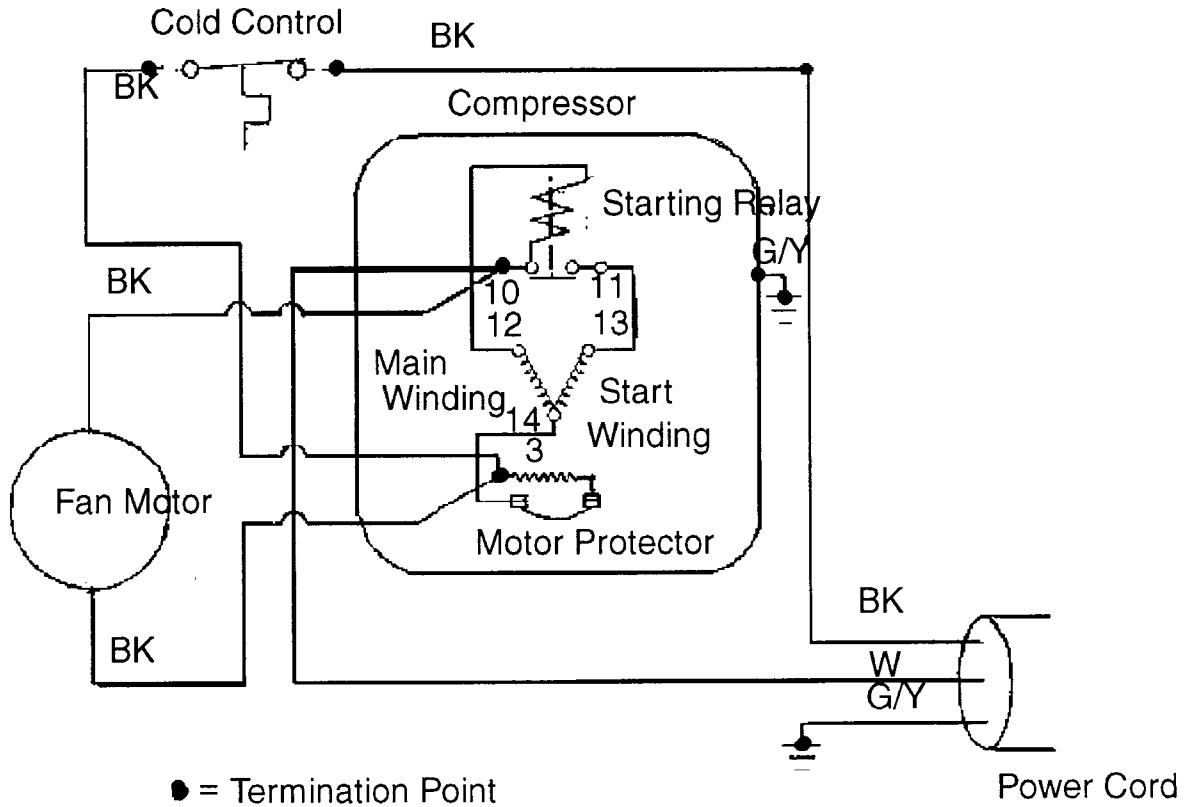 Cold Control
BK
BK
Compressor
Starting Relay
G/Y
BK
10
11
12
13
Main
Winding
Start
Winding
14
3
Fan Motor
Motor Protector
BK
BK
W
G/Y
= Termination Point
Power Cord